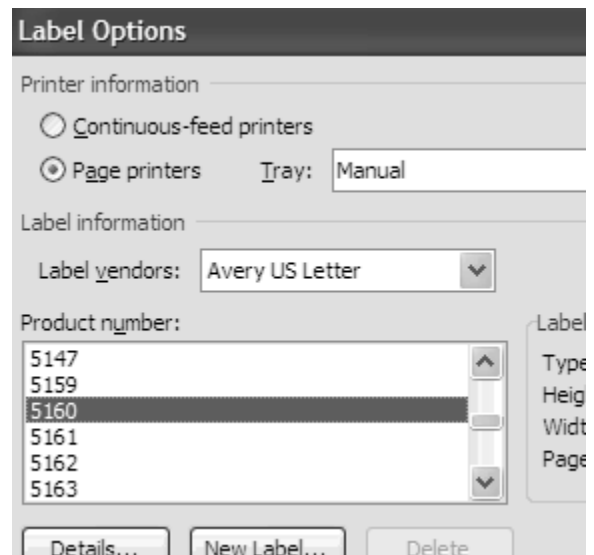 Label Options
Printer information
Continuous-feed printers
Page printers Tray: Manual
Label information
Label vendors: Avery US Letter
Product number:
Label
5147
5159
5160
5161
5162
5163
Type
Heig
Widt
Page
Details... New Label... Delete